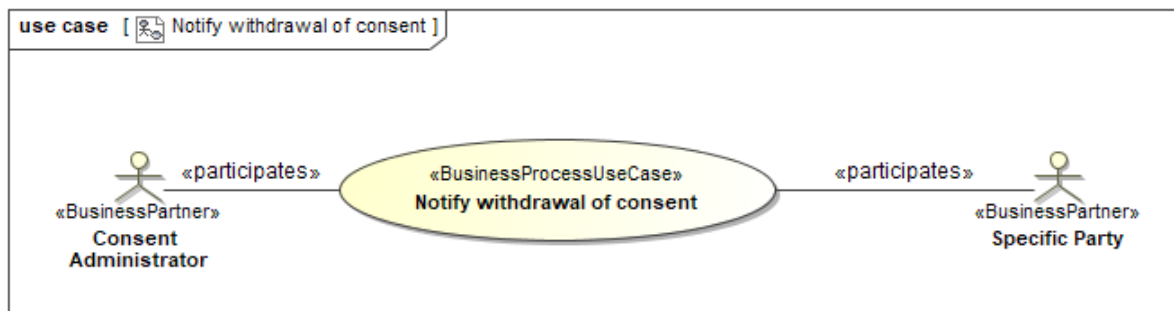 use case [ Notify withdrawal of consent ]
«participates»
«BusinessProcessUseCase»
«participates»
Notify withdrawal of consent
«BusinessPartner»
Consent
Administrator
«BusinessPartner»
Specific Party